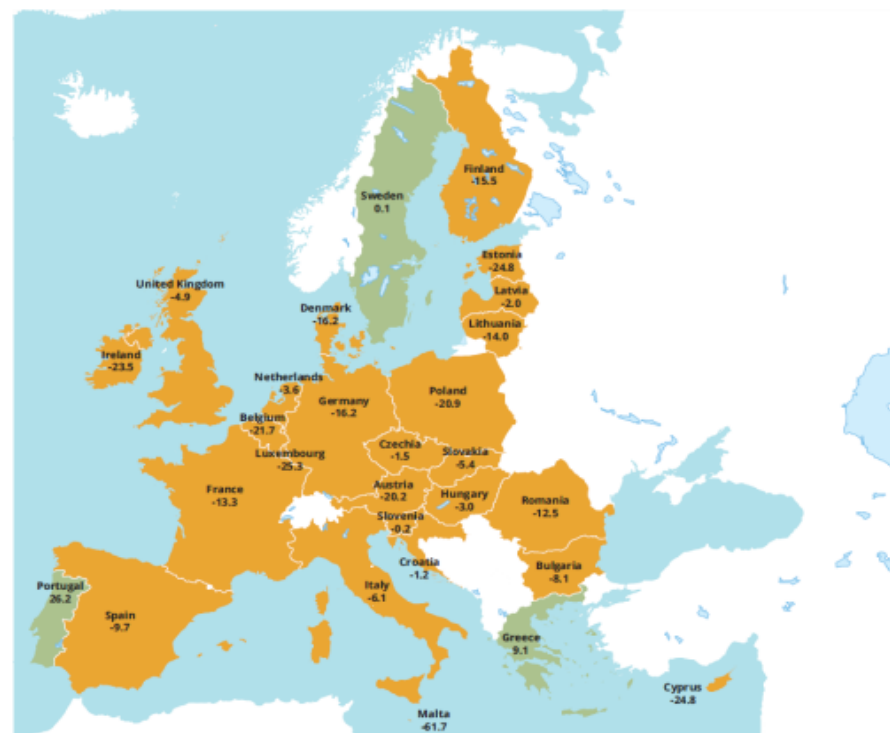 Finland
-15.5
Sweden
0.1
Estonia
-24.8
United Kingdom
-4.9
Latvia
-2.0
Denmark
-16.2
Lithuania
-14.0
Ireland
-23.5
Netherlands
-3.6
Poland
-20.9
Germany
-16.2
Belgium
-21.7
Czechia
-1.5
Slovakia
-5.4
Luxembourg
-25.3
France
-13.3
Austria
-20.2
Hungary
-3.0
Romania
-12.5
Slovenia
-0.2
Croatia
-1.2
Bulgaria
-8.1
Portugal
26.2
Italy
-6.1
Spain
-9.7
Greece
9.1
Cyprus
-24.8
Malta
-61.7